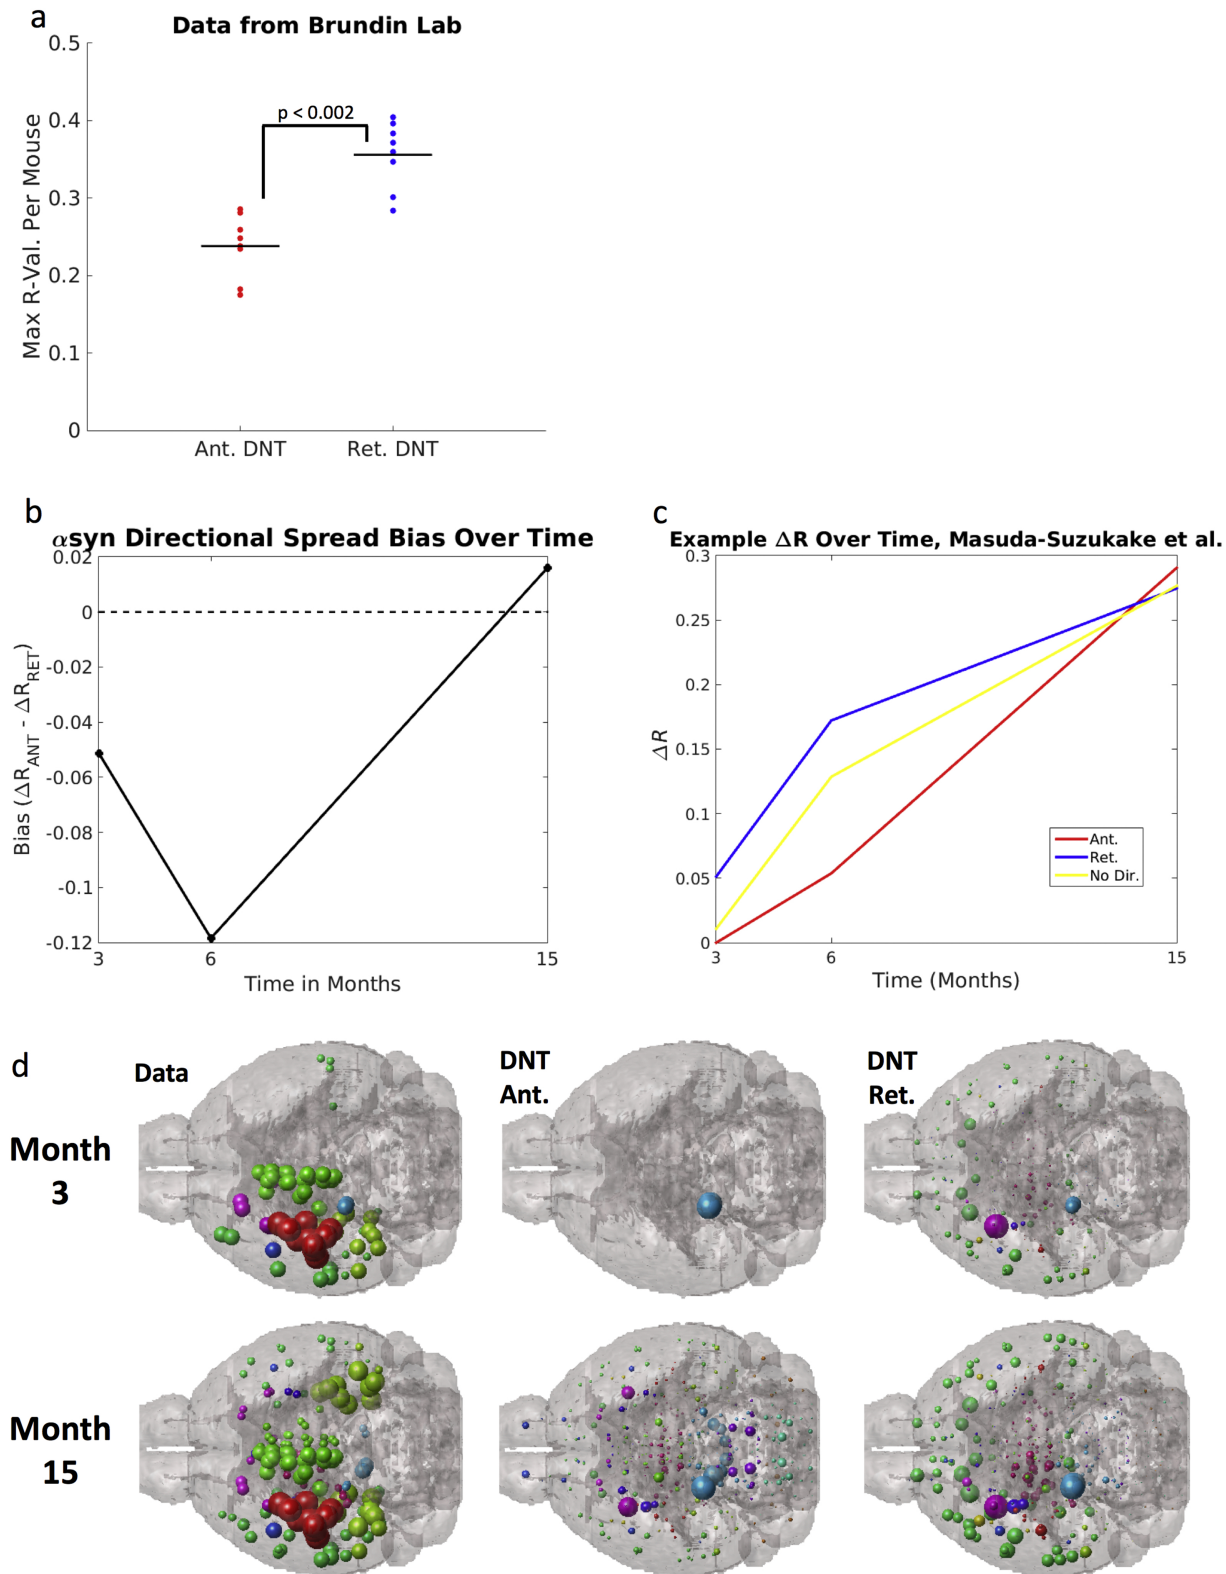 a
Data from Brundin Lab
0.5
0.4
0.3
0.2
0.1
0
Max R-Val. Per Mouse
p < 0.002
Ant. DNT
Ret. DNT
b
αsyn Directional Spread Bias Over Time
0.02
0
-0.02
-0.04
-0.06
-0.08
-0.1
-0.12
Bias (ΔR_ANT - ΔR_RET)
3
6
15
Time in Months
c
Example ΔR Over Time, Masuda-Suzukake et al.
0.3
0.25
0.2
0.15
0.1
0.05
0
ΔR
Ant.
Ret.
No Dir.
3
6
15
Time (Months)
d
Data
DNT
Ant.
DNT
Ret.
Month
3
Month
15